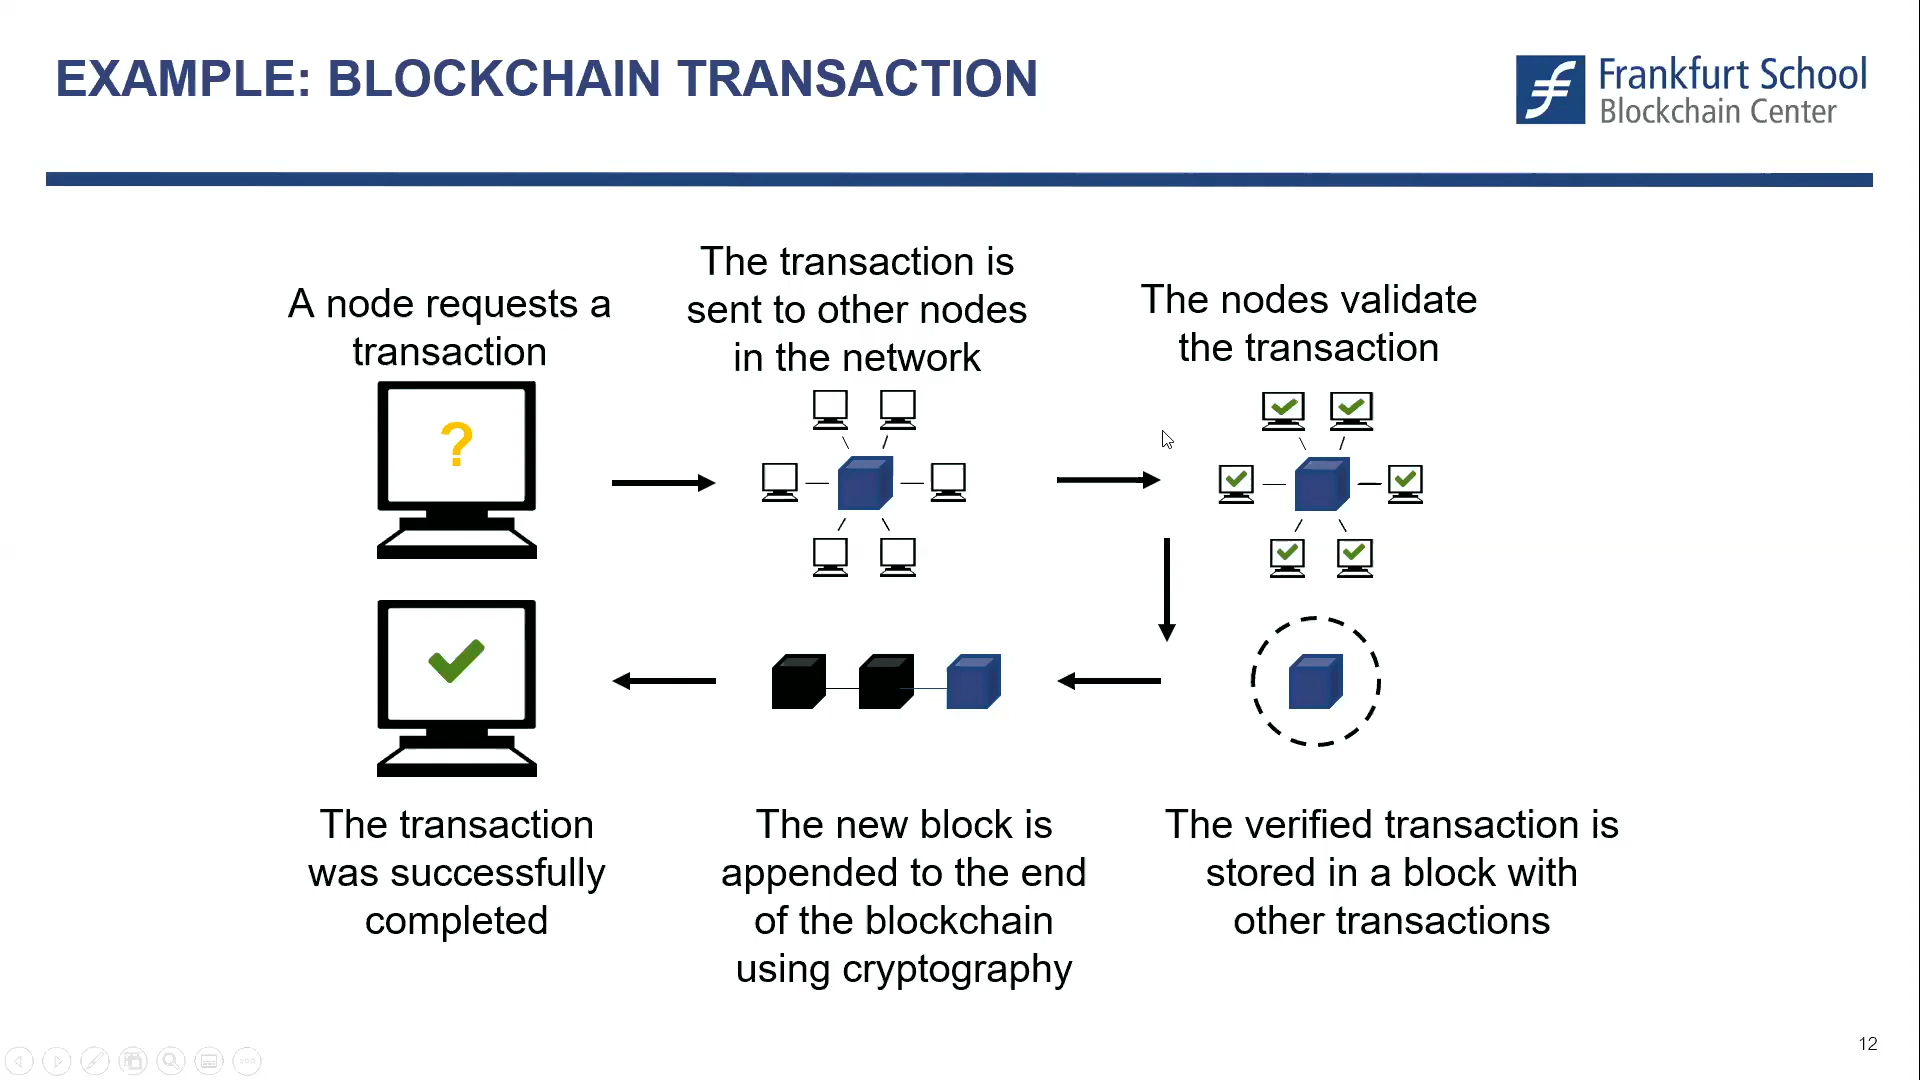 EXAMPLE: BLOCKCHAIN TRANSACTION
Frankfurt School
Blockchain Center
A node requests a
transaction
?
The transaction is
sent to other nodes
in the network
The nodes validate
the transaction
The transaction
was successfully
completed
The new block is
appended to the end
of the blockchain
using cryptography
The verified transaction is
stored in a block with
other transactions
12